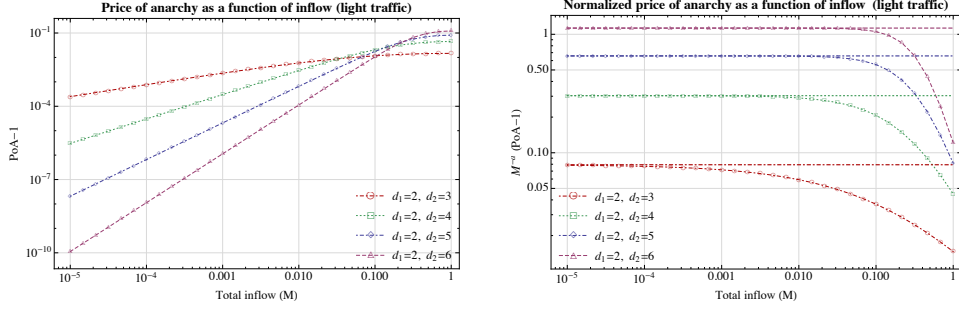 Price of anarchy as a function of inflow (light traffic)
10⁻¹
10⁻⁴
10⁻⁷
10⁻¹⁰
PoA−1
d₁=2, d₂=3
d₁=2, d₂=4
d₁=2, d₂=5
d₁=2, d₂=6
10⁻⁵
10⁻⁴
0.001
0.010
0.100
1
Total inflow (M)
Normalized price of anarchy as a function of inflow (light traffic)
1
0.50
0.10
0.05
M⁻ᵅ (PoA−1)
d₁=2, d₂=3
d₁=2, d₂=4
d₁=2, d₂=5
d₁=2, d₂=6
10⁻⁵
10⁻⁴
0.001
0.010
0.100
1
Total inflow (M)